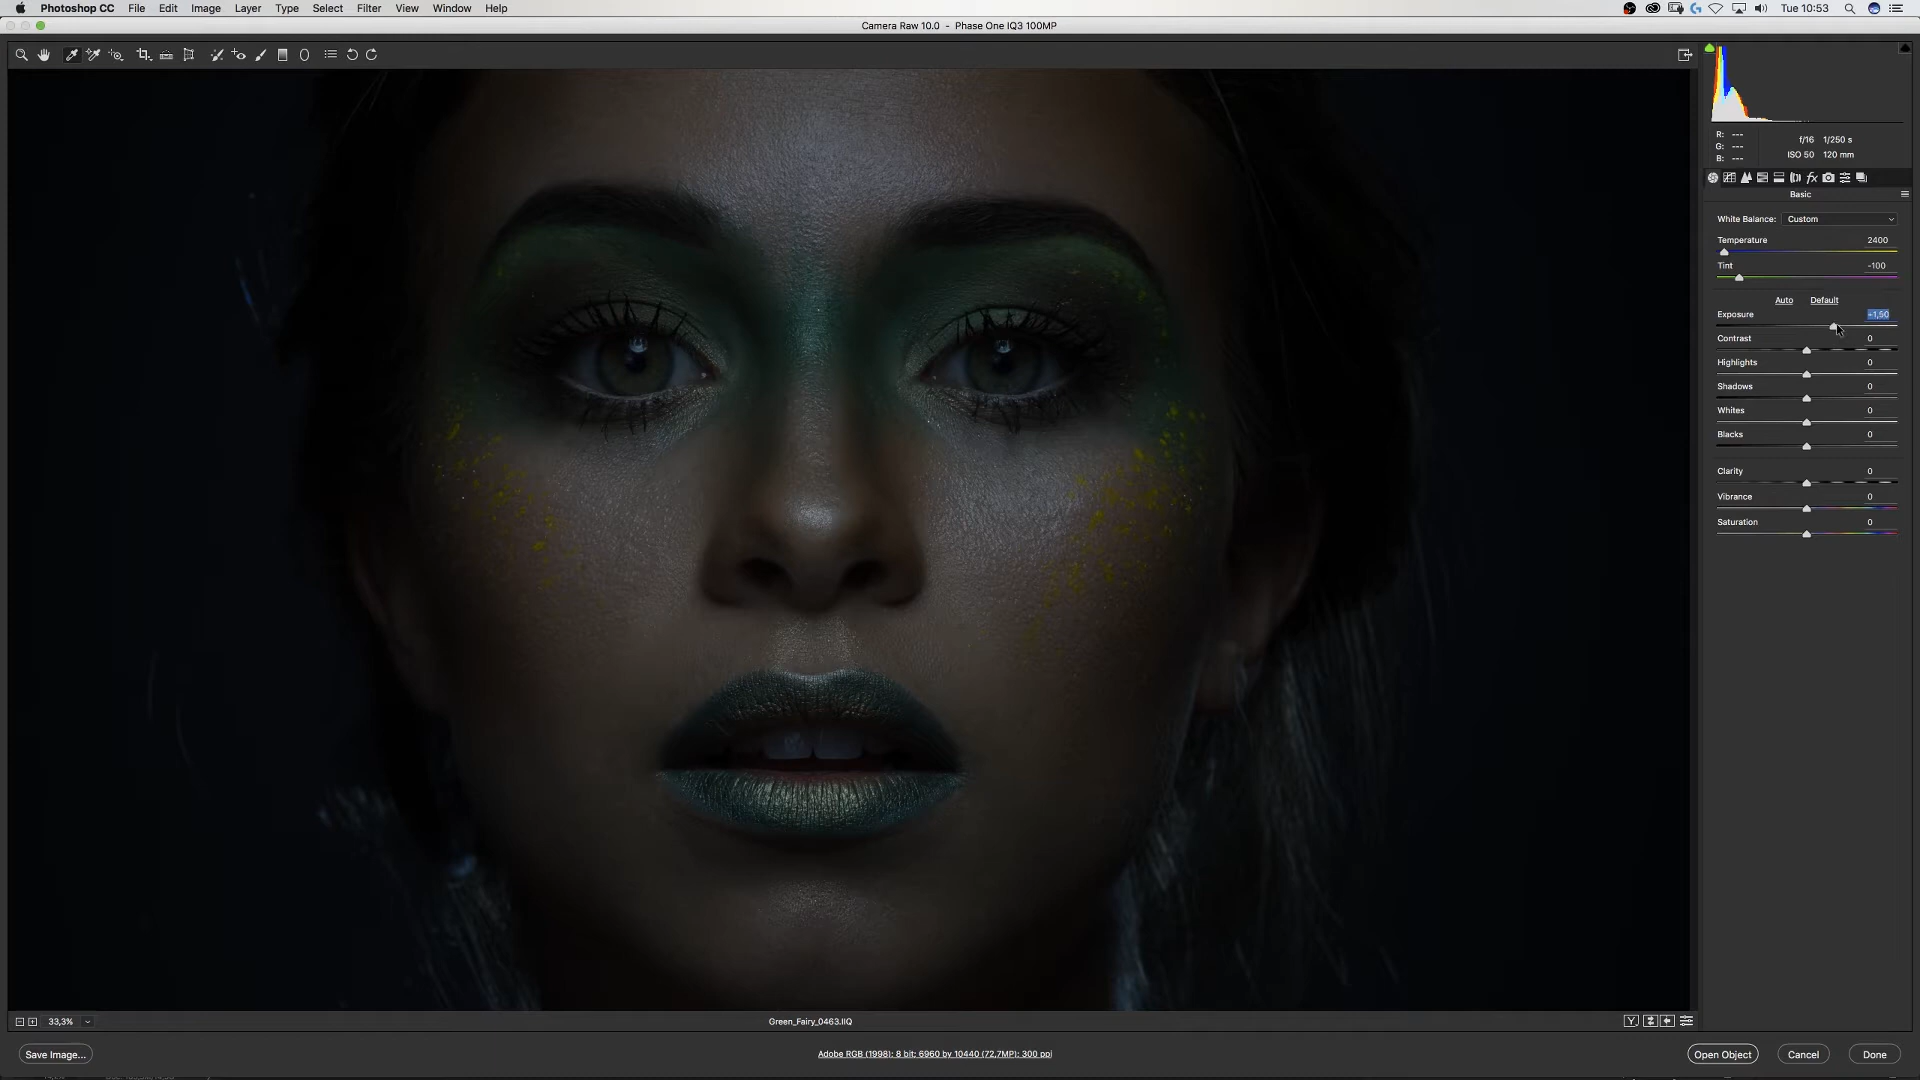 Photoshop CC File Edit Image Layer Type Select Filter View Window Help Tue 10:53
Camera Raw 10.0 - Phase One IQ3 100MP
R: ---
G: ---
B: ---
f/16 1/250 s
ISO 50 120 mm
fx
Basic
White Balance: Custom
Temperature 2400
Tint -100
Auto Default
Exposure +1,50
Contrast 0
Highlights 0
Shadows 0
Whites 0
Blacks 0
Clarity 0
Vibrance 0
Saturation 0
33,3% Green_Fairy_0463.IIQ Y
Save Image... Adobe RGB (1998); 8 bit; 6960 by 10440 (72,7MP); 300 ppi Open Object Cancel Done